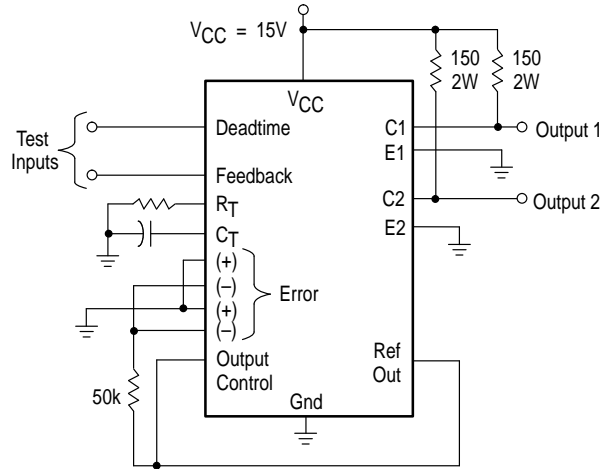 VCC = 15V
150
2W
150
2W
VCC
Test
Inputs
Deadtime
Feedback
RT
CT
(+)
(–)
(+)
(–)
Error
Output
Control
50k
C1
E1
C2
E2
Output 1
Output 2
Ref
Out
Gnd